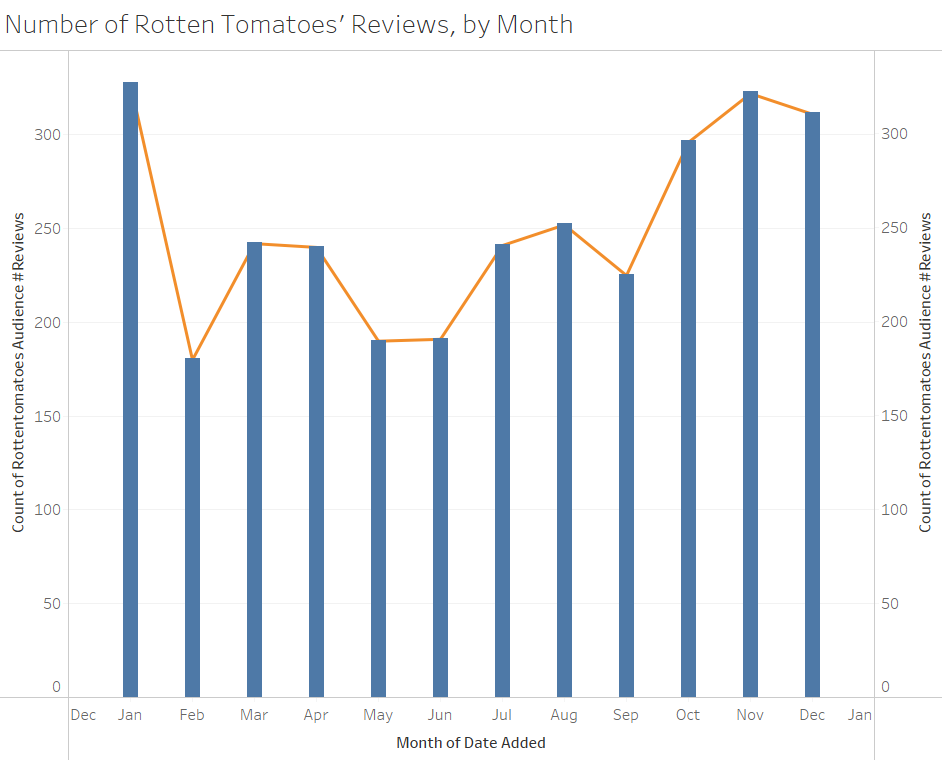 Number of Rotten Tomatoes’ Reviews, by Month
Count of Rottentomatoes Audience #Reviews
300
250
200
150
100
50
0
300
250
200
150
100
50
0
Count of Rottentomatoes Audience #Reviews
Dec Jan Feb Mar Apr May Jun Jul Aug Sep Oct Nov Dec Jan
Month of Date Added